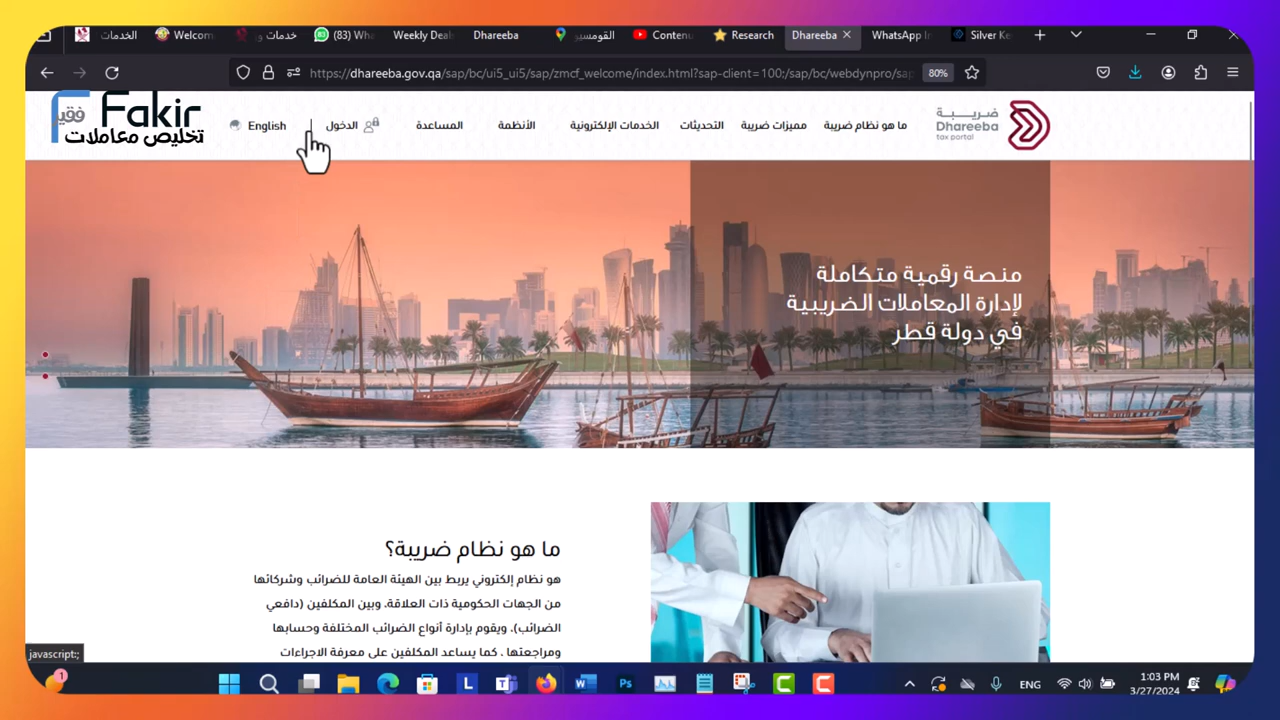 الخدمات
Welcom
خدمات و
(83) Wha
Weekly Deal
Dhareeba
القومسيو
Conten
Research
Dhareeba
WhatsApp In
Silver Ke
https://dhareeba.gov.qa/sap/bc/ui5_ui5/sap/zmcf_welcome/index.html?sap-client=100:/sap/bc/webdynpro/sap
80%
ضريبة
Dhareeba
tax portal
ما هو نظام ضريبة
مميزات ضريبة
التحديثات
الخدمات الإلكترونية
الأنظمة
المساعدة
الدخول
English
فقير
Fakir
تخليص معاملات
منصة رقمية متكاملة
لإدارة المعاملات الضريبية
في دولة قطر
ما هو نظام ضريبة؟
هو نظام إلكتروني يربط بين الهيئة العامة للضرائب وشركائها
من الجهات الحكومية ذات العلاقة، وبين المكلفين (دافعي
الضرائب)، ويقوم بإدارة أنواع الضرائب المختلفة وحسابها
ومراجعتها ، كما يساعد المكلفين على معرفة الاجراءات
javascript:;
1
ENG
1:03 PM
3/27/2024